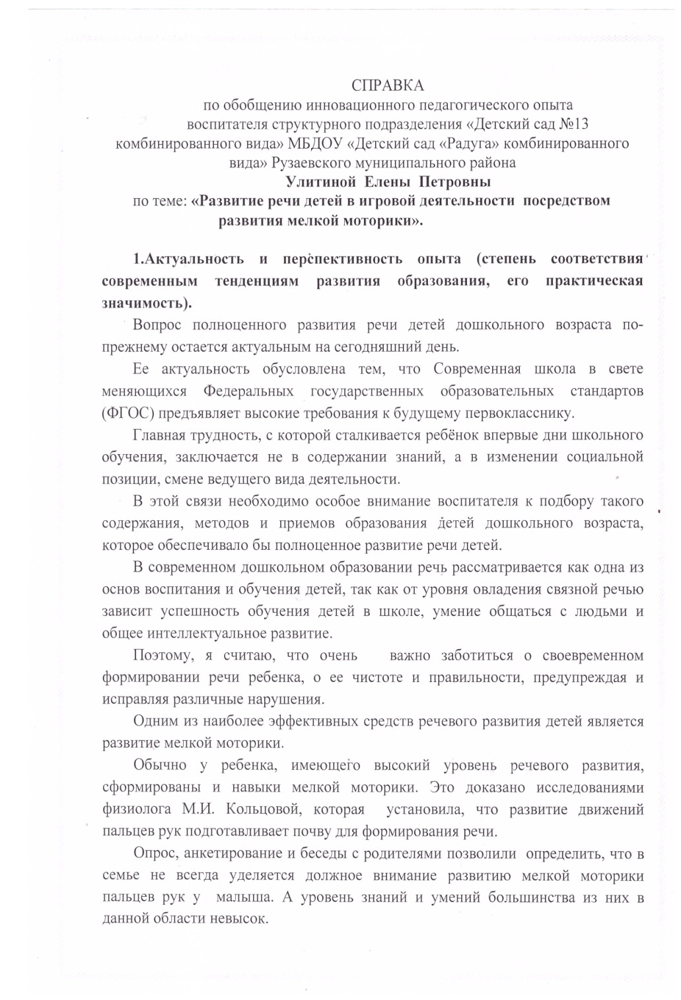 СПРАВКА
по обобщению инновационного педагогического опыта
воспитателя структурного подразделения «Детский сад №13
комбинированного вида» МБДОУ «Детский сад «Радуга» комбинированного
вида» Рузаевского муниципального района
Улитиной Елены Петровны
по теме: «Развитие речи детей в игровой деятельности посредством
развития мелкой моторики».
1.Актуальность и перспективность опыта (степень соответствия
современным тенденциям развития образования, его практическая
значимость).
Вопрос полноценного развития речи детей дошкольного возраста по-
прежнему остается актуальным на сегодняшний день.
Ее актуальность обусловлена тем, что Современная школа в свете
меняющихся Федеральных государственных образовательных стандартов
(ФГОС) предъявляет высокие требования к будущему первокласснику.
Главная трудность, с которой сталкивается ребёнок впервые дни школьного
обучения, заключается не в содержании знаний, а в изменении социальной
позиции, смене ведущего вида деятельности.
В этой связи необходимо особое внимание воспитателя к подбору такого
содержания, методов и приемов образования детей дошкольного возраста,
которое обеспечивало бы полноценное развитие речи детей.
В современном дошкольном образовании речь рассматривается как одна из
основ воспитания и обучения детей, так как от уровня овладения связной речью
зависит успешность обучения детей в школе, умение общаться с людьми и
общее интеллектуальное развитие.
Поэтому, я считаю, что очень важно заботиться о своевременном
формировании речи ребенка, о ее чистоте и правильности, предупреждая и
исправляя различные нарушения.
Одним из наиболее эффективных средств речевого развития детей является
развитие мелкой моторики.
Обычно у ребенка, имеющего высокий уровень речевого развития,
сформированы и навыки мелкой моторики. Это доказано исследованиями
физиолога М.И. Кольцовой, которая установила, что развитие движений
пальцев рук подготавливает почву для формирования речи.
Опрос, анкетирование и беседы с родителями позволили определить, что в
семье не всегда уделяется должное внимание развитию мелкой моторики
пальцев рук у малыша. А уровень знаний и умений большинства из них в
данной области невысок.